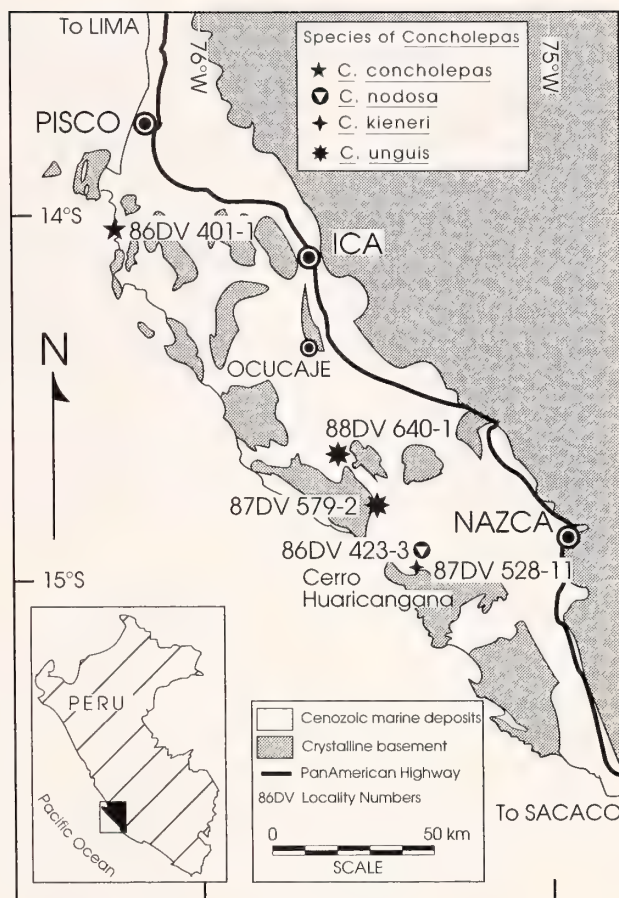 To LIMA
76°W
75°W
Species of Concholepas
C. concholepas
C. nodosa
C. kieneri
C. unguis
PISCO
14°S
86DV 401-1
ICA
N
OCUCAJE
88DV 640-1
87DV 579-2
NAZCA
86DV 423-3
87DV 528-11
15°S
Cerro
Huaricangana
PERU
Pacific Ocean
Cenozoic marine deposits
Crystalline basement
PanAmerican Highway
86DV Locality Numbers
0 50 km
SCALE
To SACACO